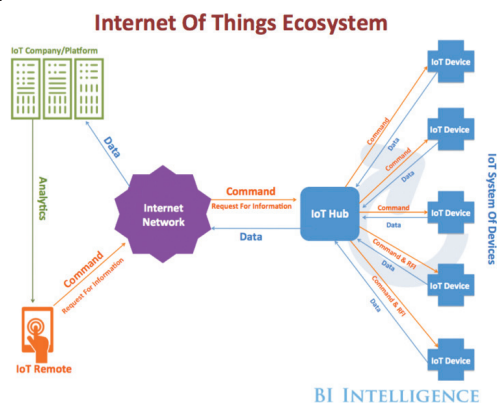 Internet Of Things Ecosystem
IoT Company/Platform
IoT Device
Command
Data
IoT Device
Data
Command
Data
Analytics
Internet
Network
Command
Request For Information
Data
IoT Hub
Command
Data
IoT Device
IoT System Of Devices
Command
Request For Information
Command & RFI
Data
IoT Device
Command & RFI
Data
IoT Device
IoT Remote
BI INTELLIGENCE